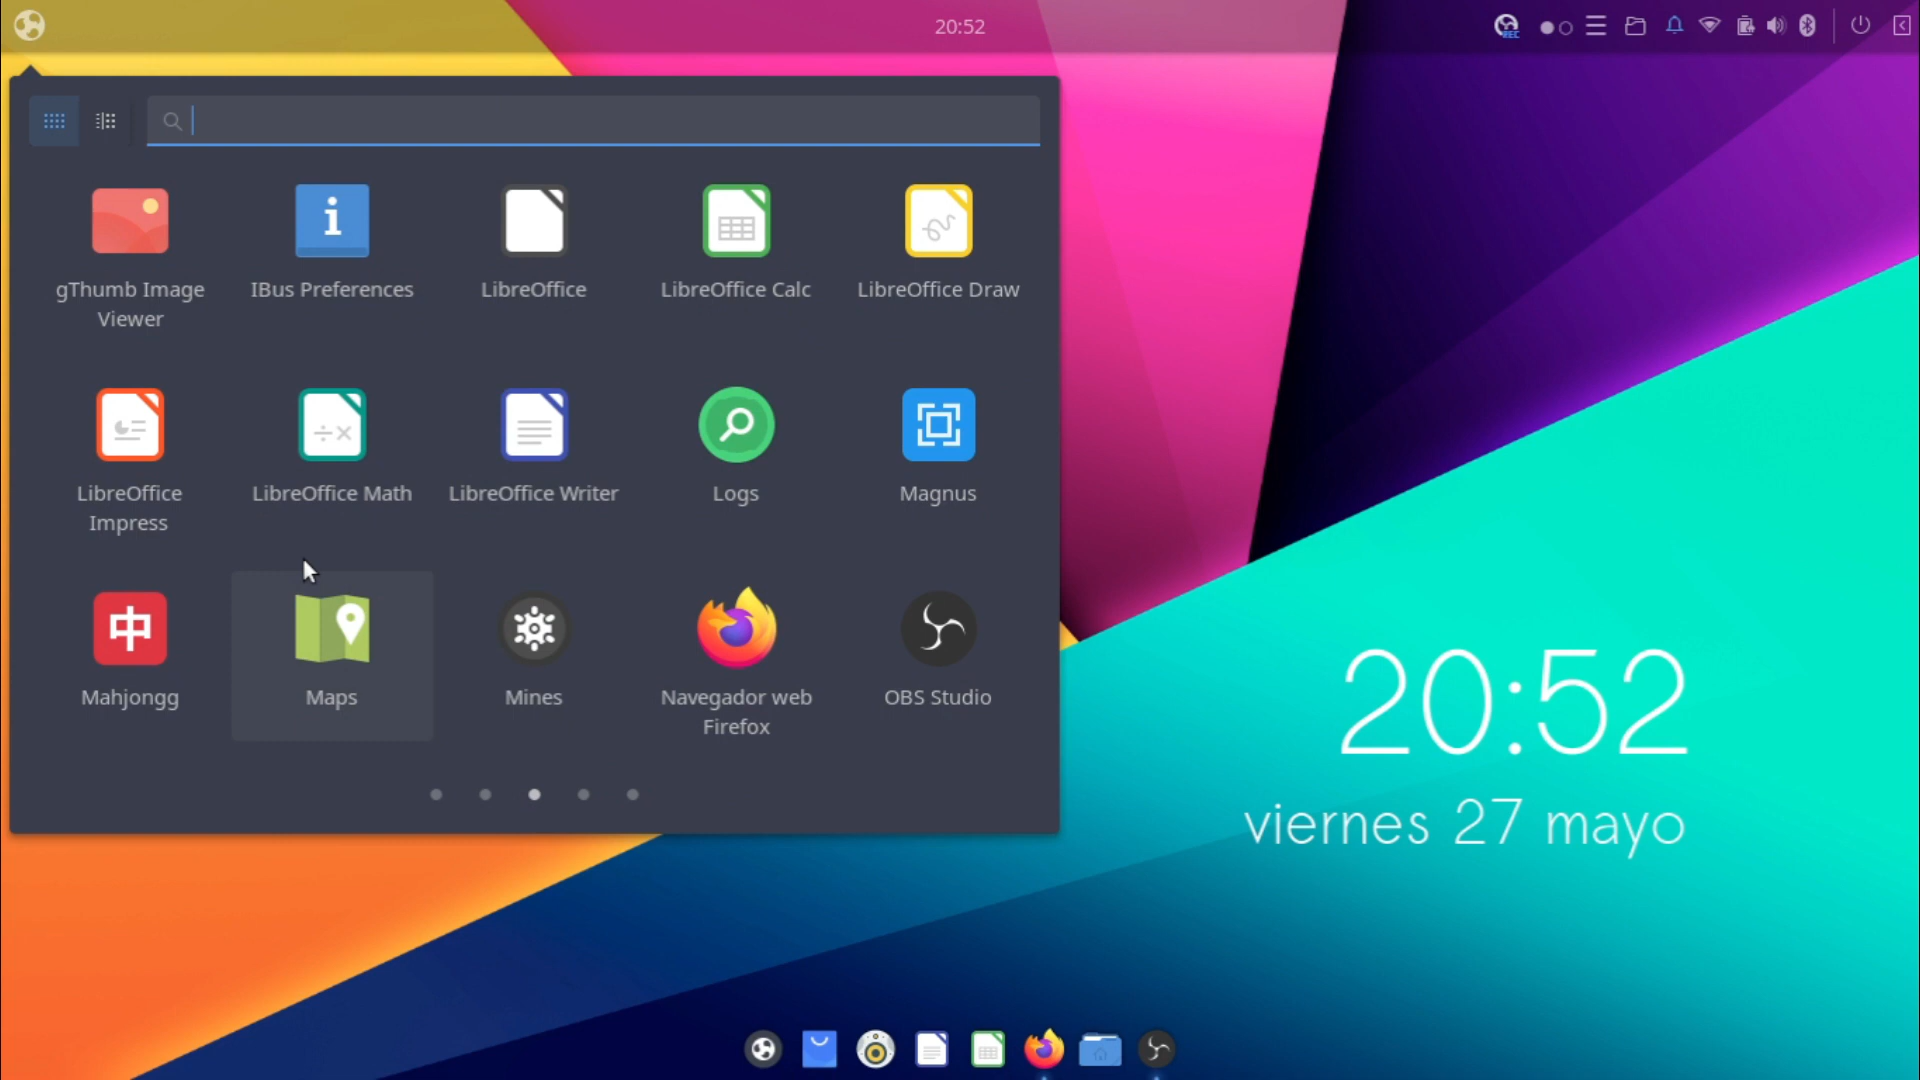 20:52
REC
gThumb Image
Viewer
IBus Preferences
LibreOffice
LibreOffice Calc
LibreOffice Draw
LibreOffice
Impress
LibreOffice Math
LibreOffice Writer
Logs
Magnus
中
Mahjongg
Maps
Mines
Navegador web
Firefox
OBS Studio
20:52
viernes 27 mayo